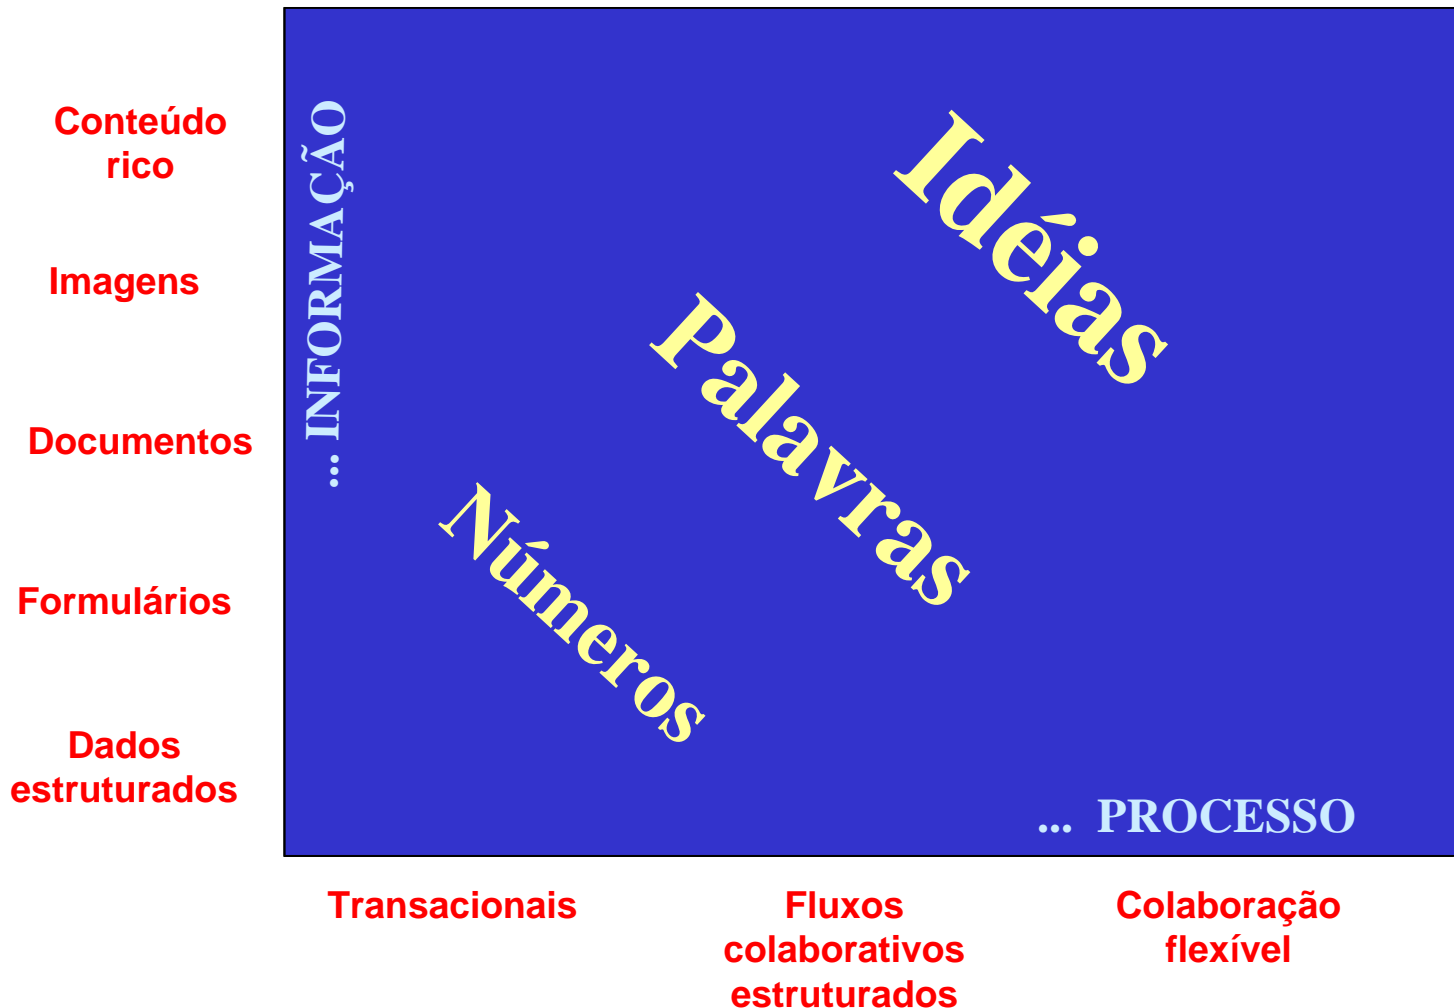 Conteúdo
rico
Imagens
Documentos
Formulários
Dados
estruturados
... INFORMAÇÃO
Idéias
Palavras
Números
... PROCESSO
Transacionais
Fluxos
colaborativos
estruturados
Colaboração
flexível